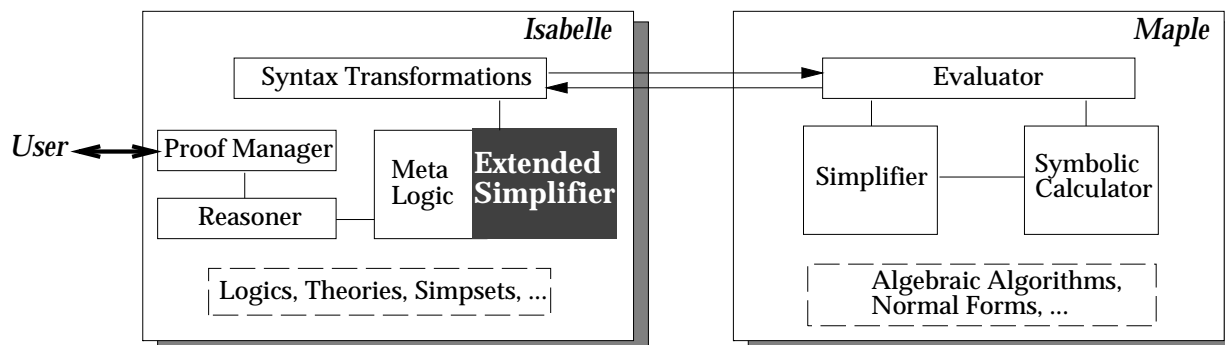 Isabelle
Maple
Syntax Transformations
Evaluator
User
Proof Manager
Meta
Logic
Extended
Simplifier
Reasoner
Simplifier
Symbolic
Calculator
Logics, Theories, Simpsets, ...
Algebraic Algorithms,
Normal Forms, ...